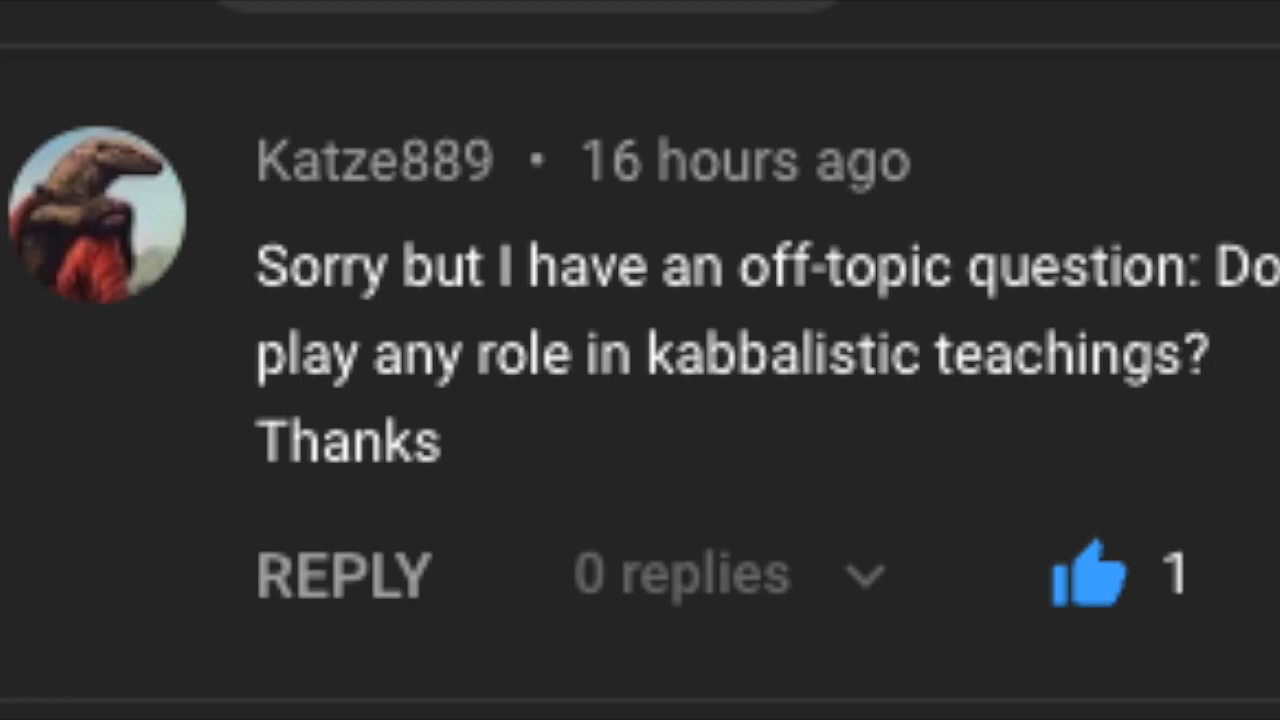 Katze889 • 16 hours ago
Sorry but I have an off-topic question: Do
play any role in kabbalistic teachings?
Thanks
REPLY 0 replies 1